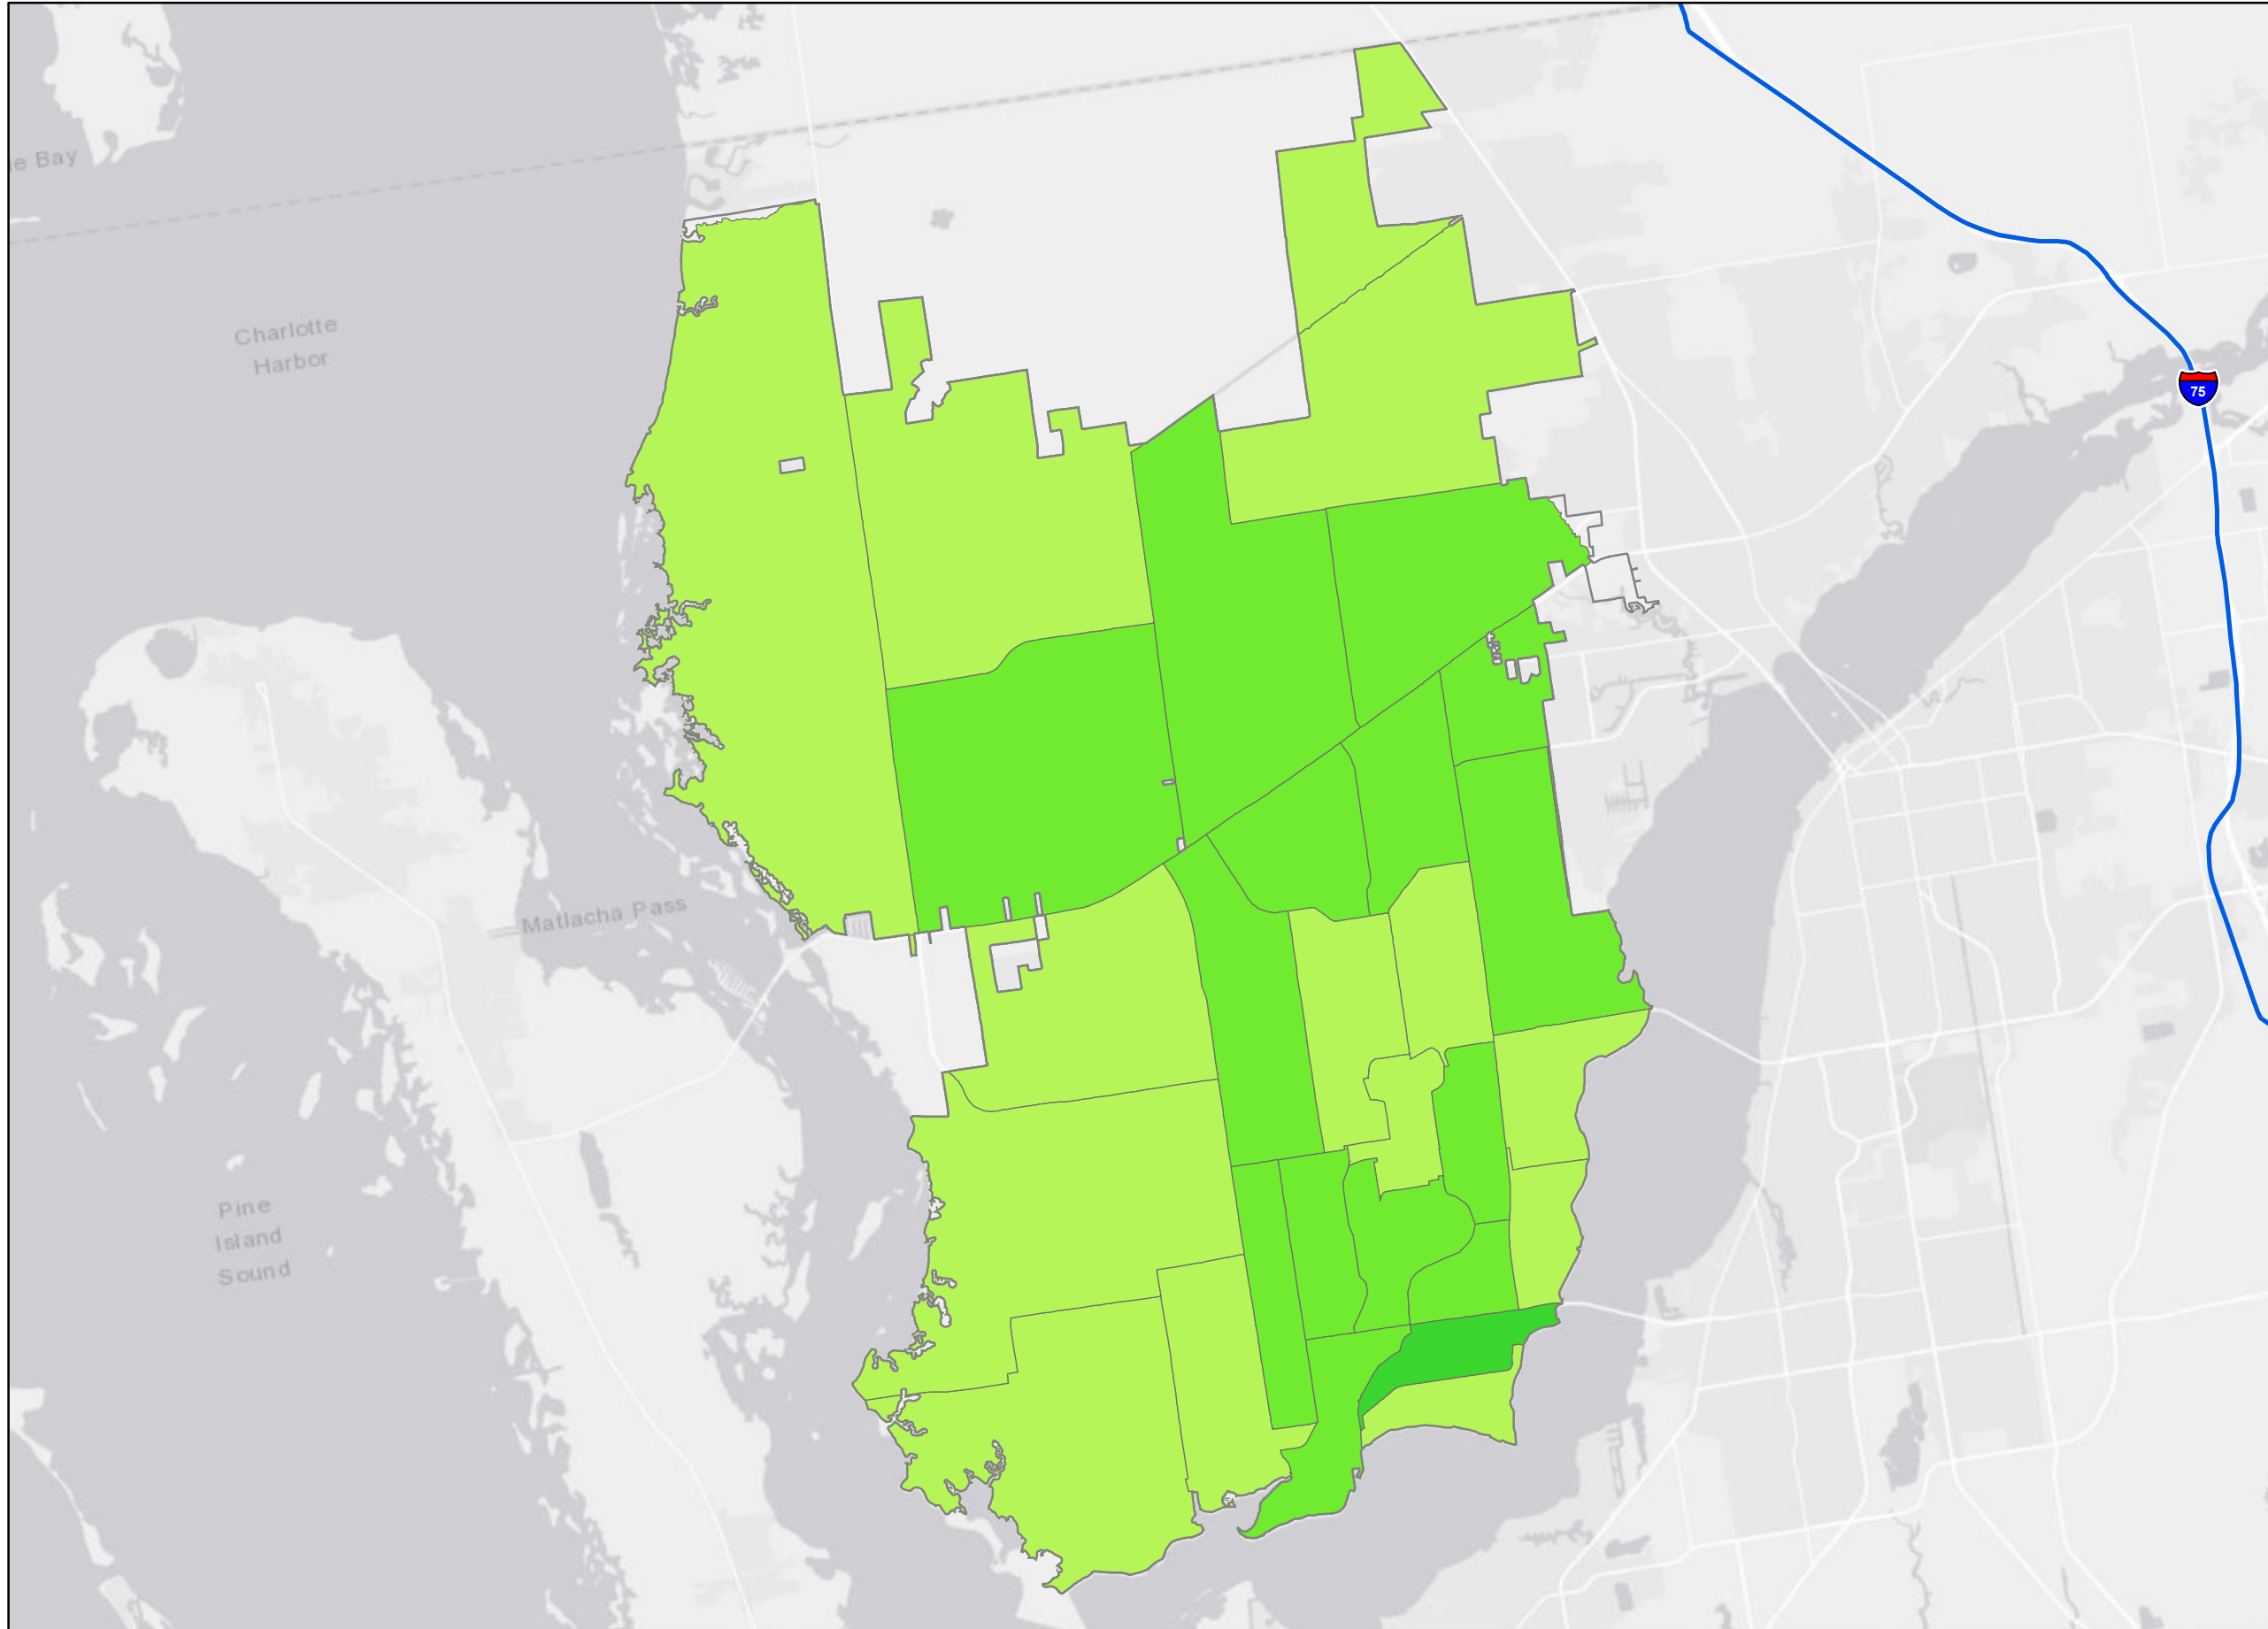 e Bay
Charlotte
Harbor
75
Matlacha Pass
Pine
Island
Sound